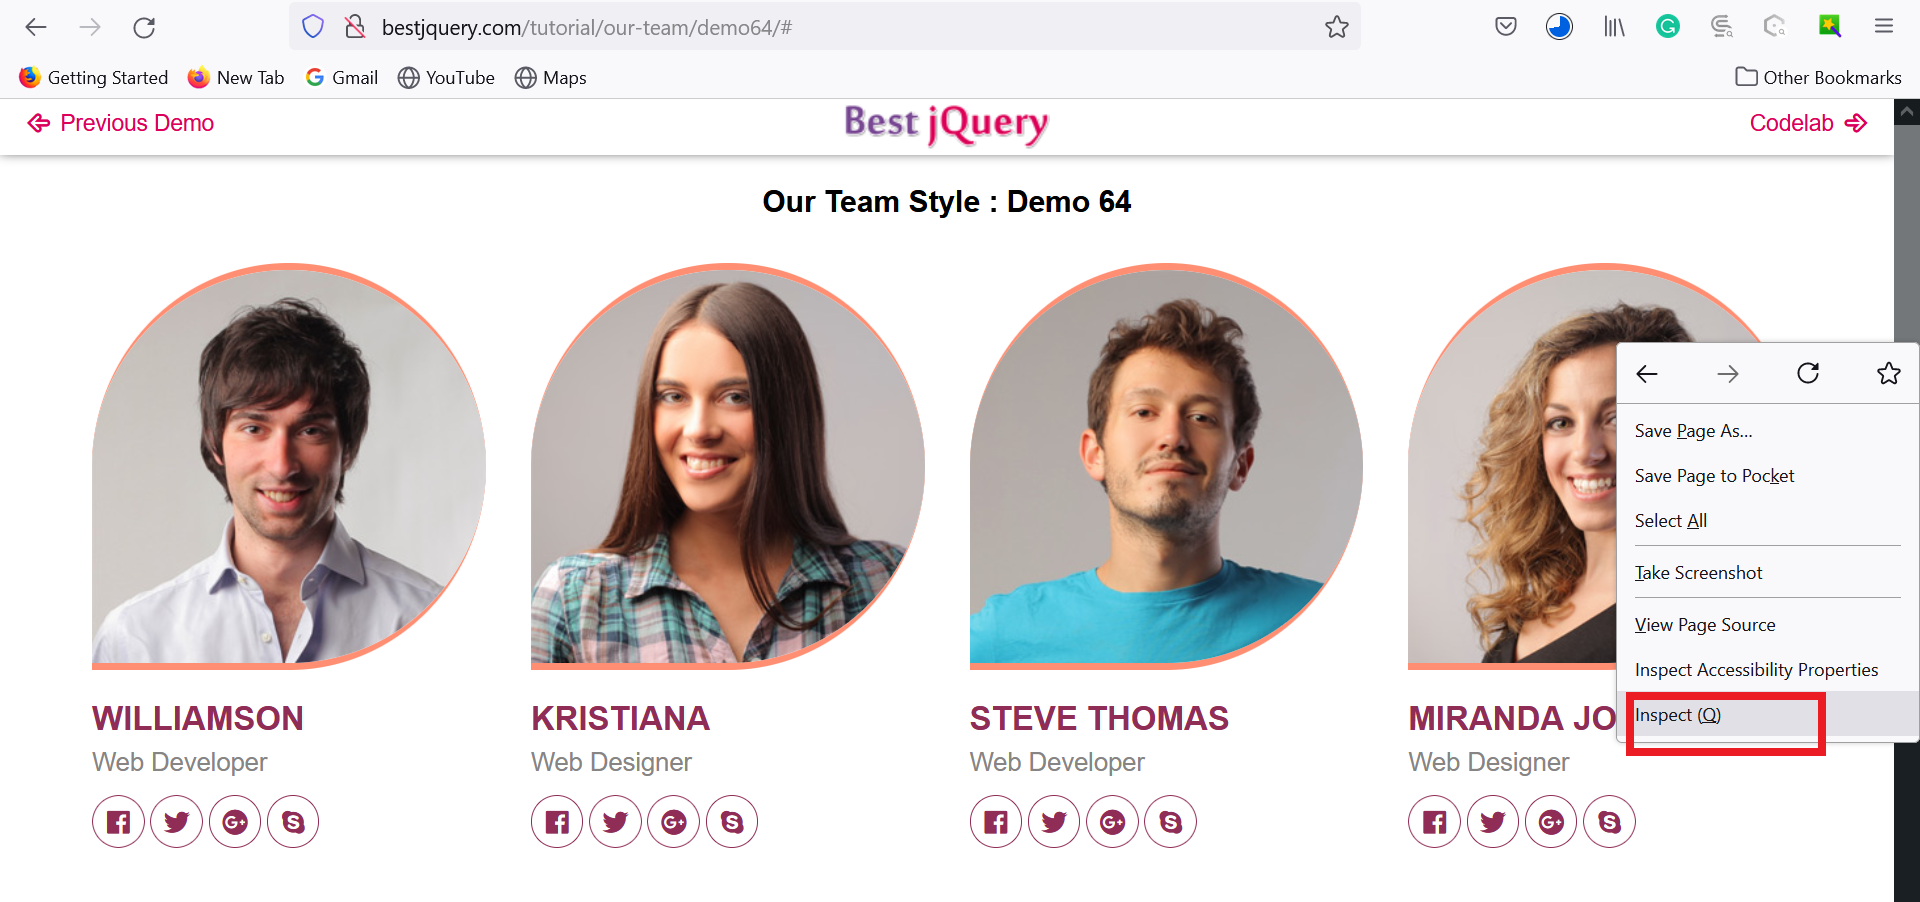 bestjquery.com/tutorial/our-team/demo64/#
Getting Started New Tab Gmail YouTube Maps Other Bookmarks
Previous Demo Best jQuery Codelab
Our Team Style : Demo 64
Save Page As...
Save Page to Pocket
Select All
Take Screenshot
View Page Source
Inspect Accessibility Properties
Inspect (Q)
WILLIAMSON KRISTIANA STEVE THOMAS MIRANDA JO
Web Developer Web Designer Web Developer Web Designer